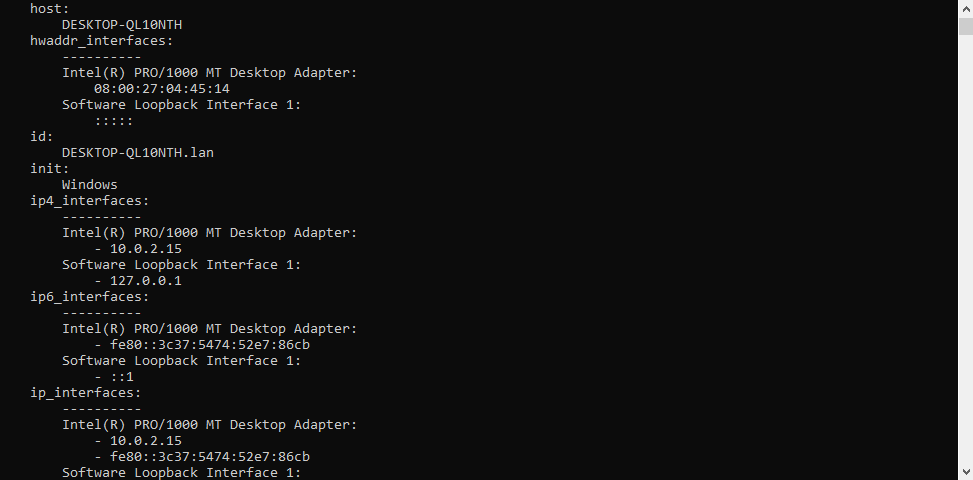 host:
DESKTOP-QL10NTH
hwaddr_interfaces:
----------
Intel(R) PRO/1000 MT Desktop Adapter:
08:00:27:04:45:14
Software Loopback Interface 1:
:::::
id:
DESKTOP-QL10NTH.lan
init:
Windows
ip4_interfaces:
----------
Intel(R) PRO/1000 MT Desktop Adapter:
- 10.0.2.15
Software Loopback Interface 1:
- 127.0.0.1
ip6_interfaces:
----------
Intel(R) PRO/1000 MT Desktop Adapter:
- fe80::3c37:5474:52e7:86cb
Software Loopback Interface 1:
- ::1
ip_interfaces:
----------
Intel(R) PRO/1000 MT Desktop Adapter:
- 10.0.2.15
- fe80::3c37:5474:52e7:86cb
Software Loopback Interface 1: